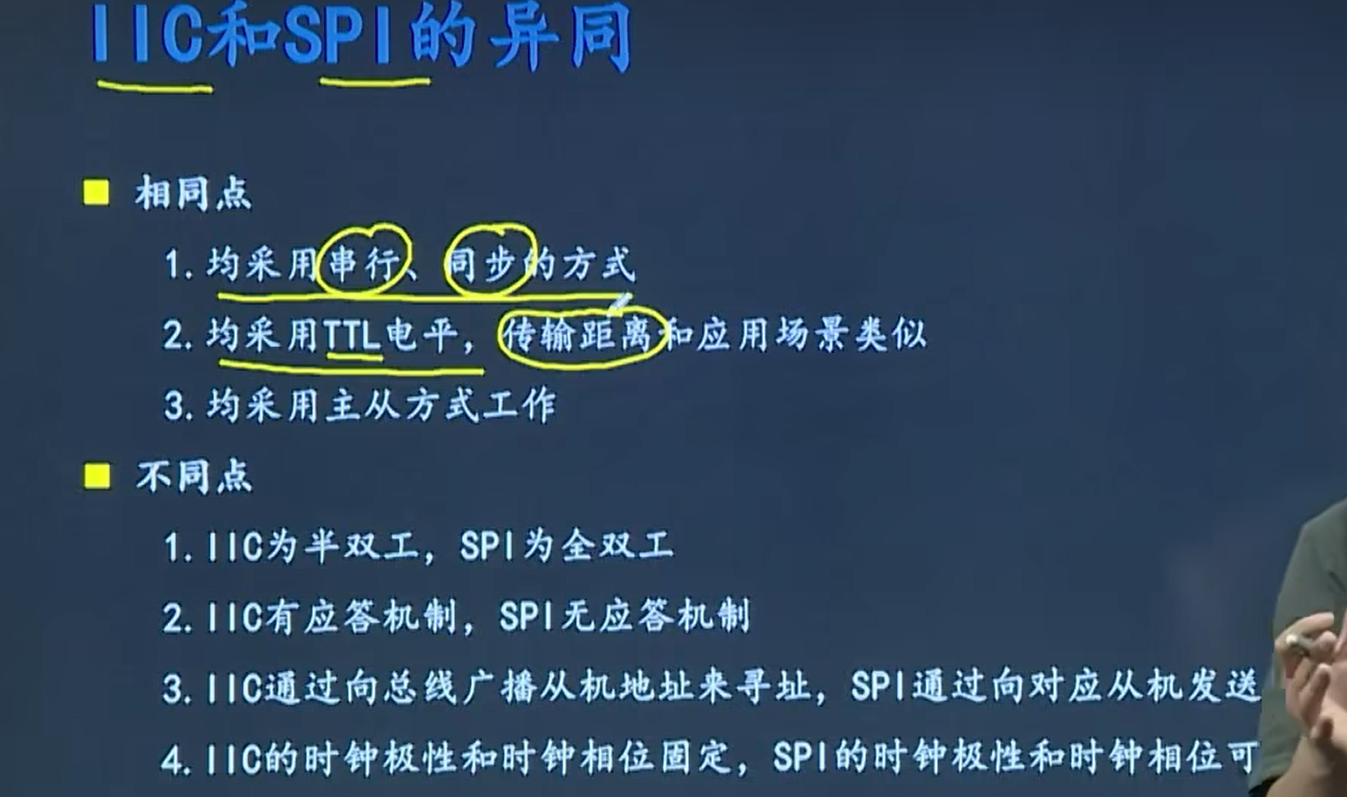 IIC和SPI的异同
相同点
1. 均采用串行、同步的方式
2. 均采用TTL电平，传输距离和应用场景类似
3. 均采用主从方式工作
不同点
1. IIC为半双工，SPI为全双工
2. IIC有应答机制，SPI无应答机制
3. IIC通过向总线广播从机地址来寻址，SPI通过向对应从机发送
4. IIC的时钟极性和时钟相位固定，SPI的时钟极性和时钟相位可